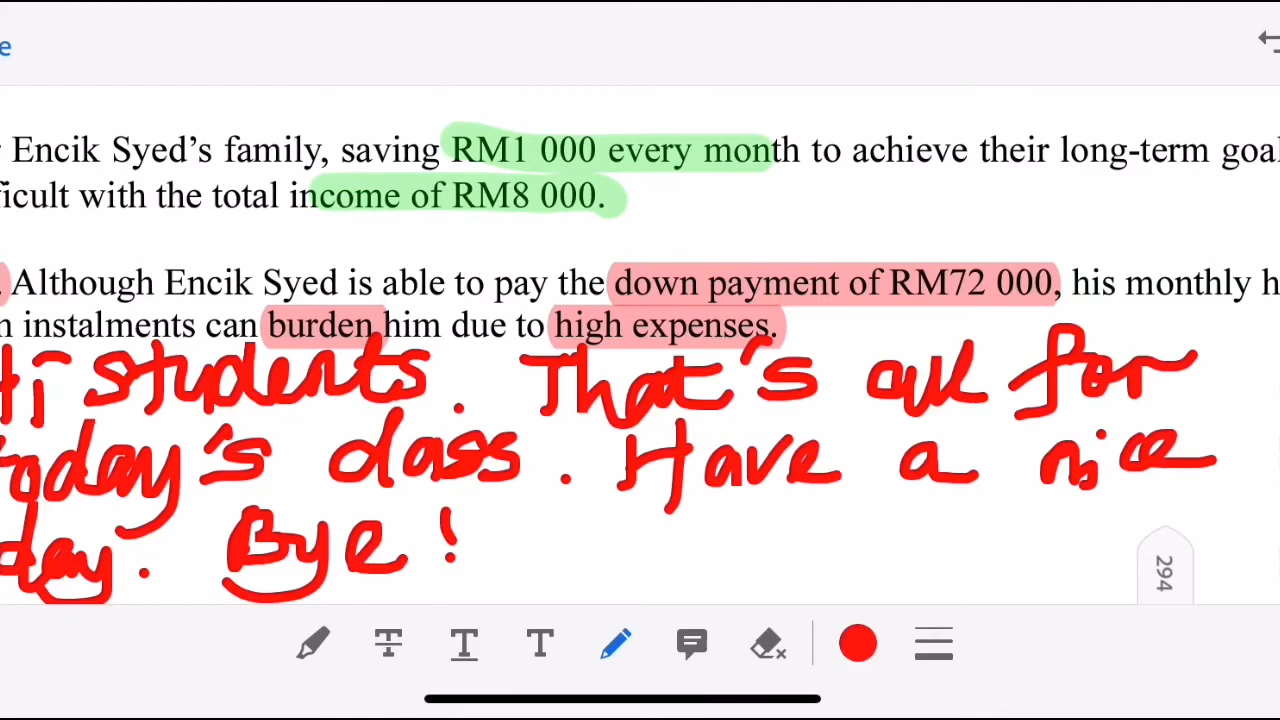 e
Encik Syed's family, saving RM1 000 every month to achieve their long-term goal
ficult with the total income of RM8 000.
. Although Encik Syed is able to pay the down payment of RM72 000, his monthly h
n instalments can burden him due to high expenses.
Hi students. That's all for
today's class. Have a nice
day. Bye!
294
T T T